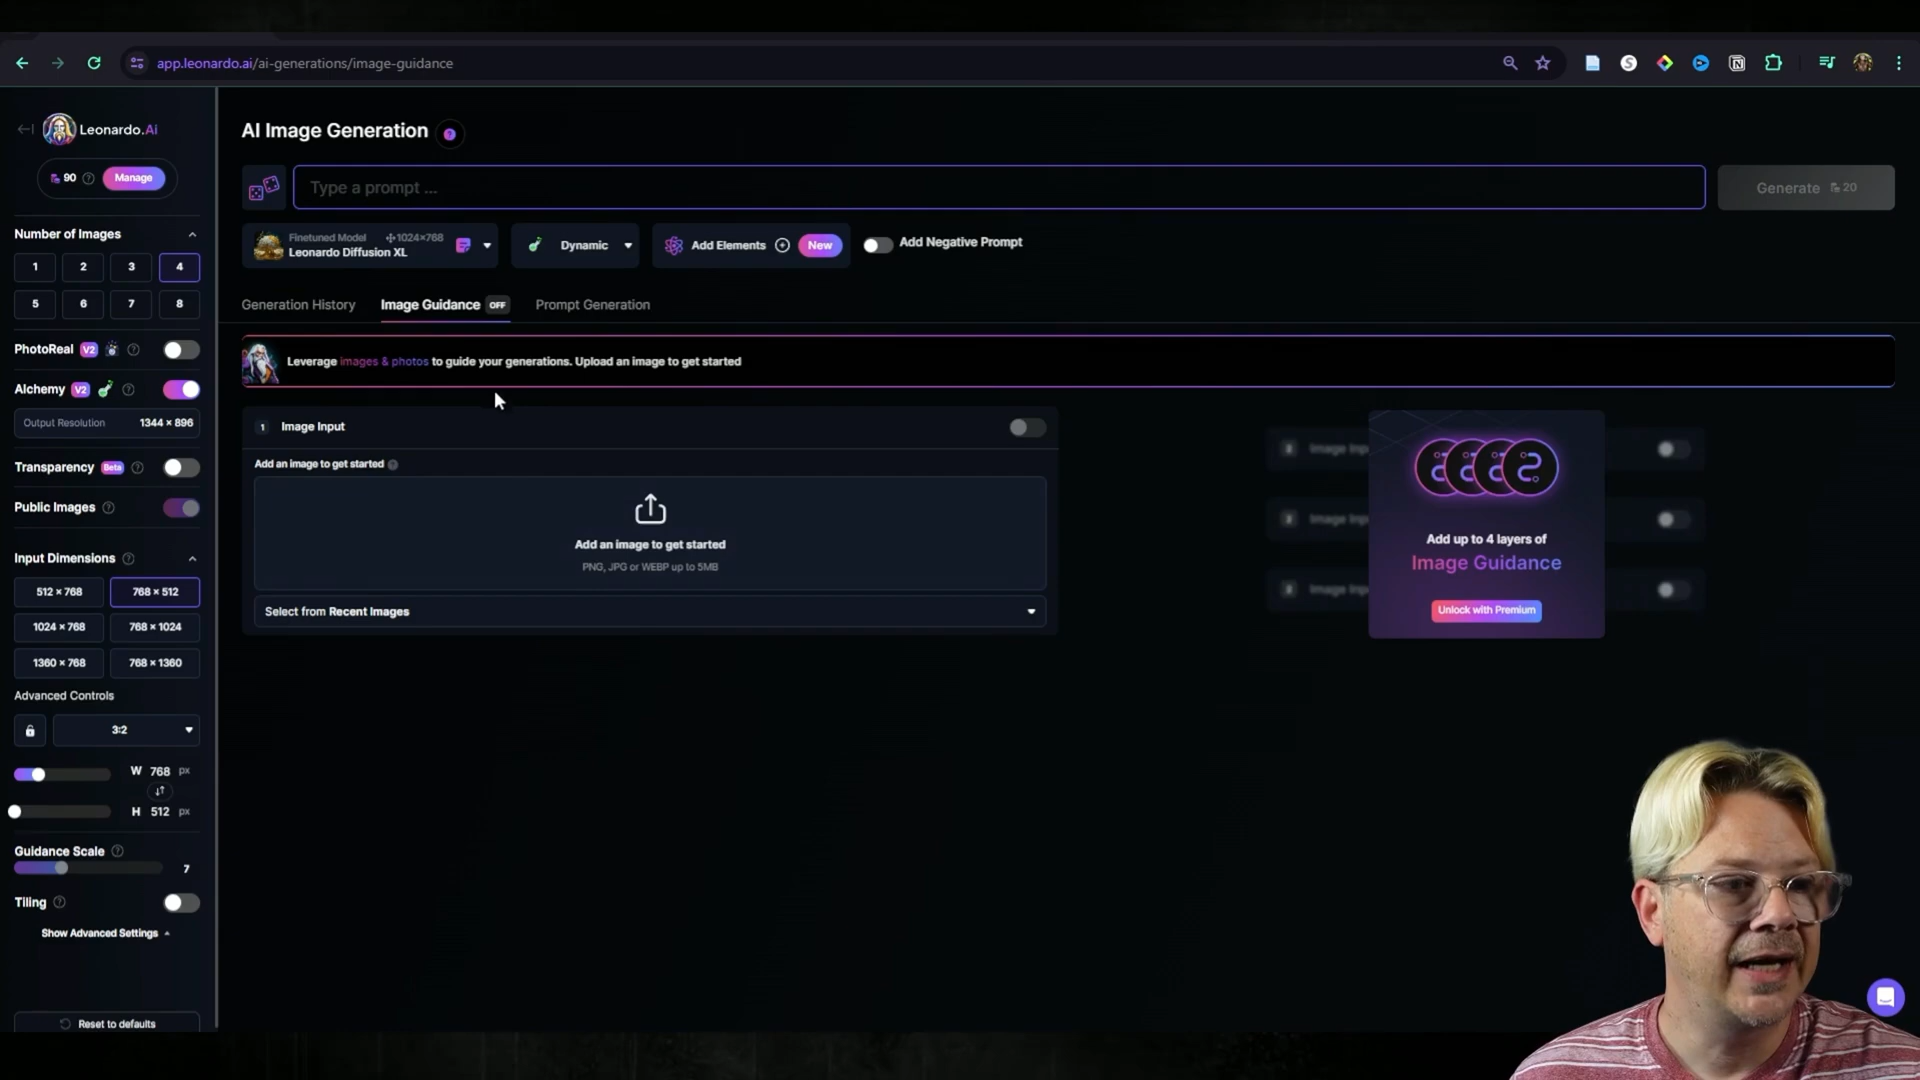 app.leonardo.ai/ai-generations/image-guidance
Leonardo.Ai
90 Manage
Number of Images
1 2 3 4
5 6 7 8
PhotoReal V2
Alchemy V2
Output Resolution 1344 × 896
Transparency Beta
Public Images
Input Dimensions
512 × 768 768 × 512
1024 × 768 768 × 1024
1360 × 768 768 × 1360
Advanced Controls
3:2
W 768 px
H 512 px
Guidance Scale
7
Tiling
Show Advanced Settings
Reset to defaults
AI Image Generation
Type a prompt ...
Generate 20
Finetuned Model 1024×768
Leonardo Diffusion XL
Dynamic
Add Elements New
Add Negative Prompt
Generation History Image Guidance OFF Prompt Generation
Leverage images & photos to guide your generations. Upload an image to get started
1 Image Input
Add an image to get started
Add an image to get started
PNG, JPG or WEBP up to 5MB
Select from Recent Images
Image Inp
Image Inp
Image Inp
Add up to 4 layers of
Image Guidance
Unlock with Premium